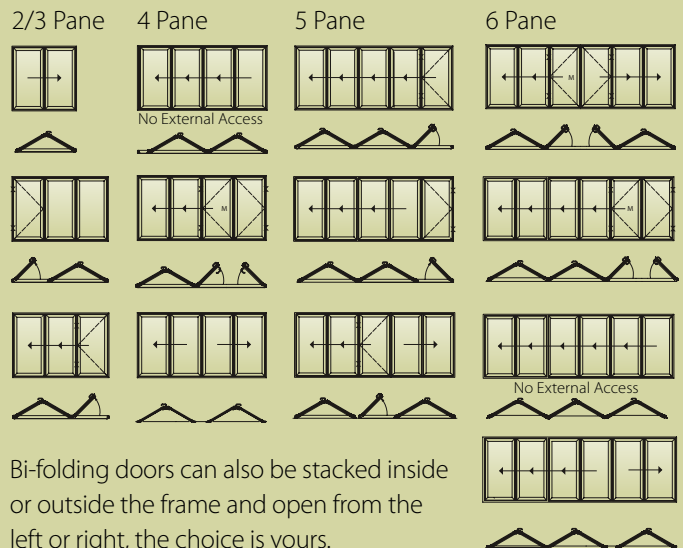 2/3 Pane
4 Pane
5 Pane
6 Pane
M
No External Access
M
M
No External Access
Bi-folding doors can also be stacked inside
or outside the frame and open from the
left or right, the choice is yours.